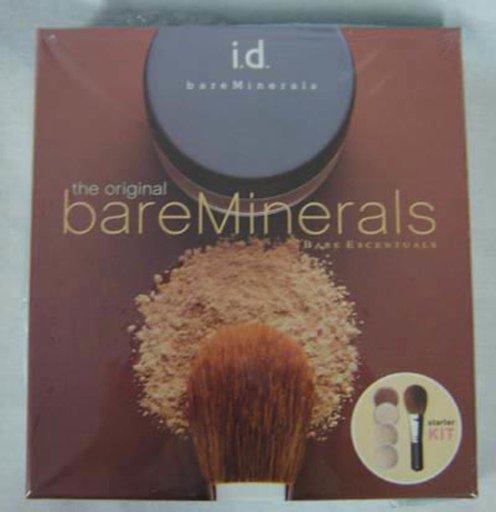 i.d.
bareMinerals
the original
bareMinerals
BARE ESCENTUALS
starter
KIT